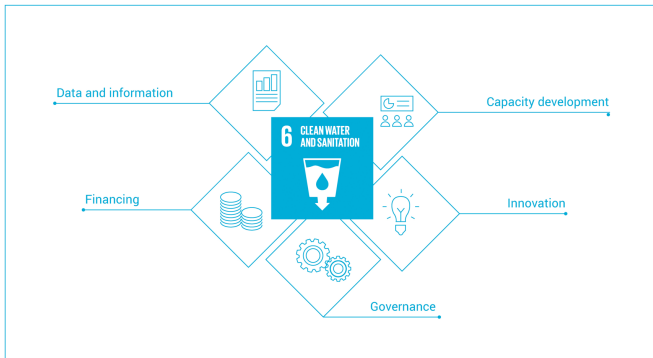 Data and information
Capacity development
6 CLEAN WATER
AND SANITATION
Financing
Innovation
Governance